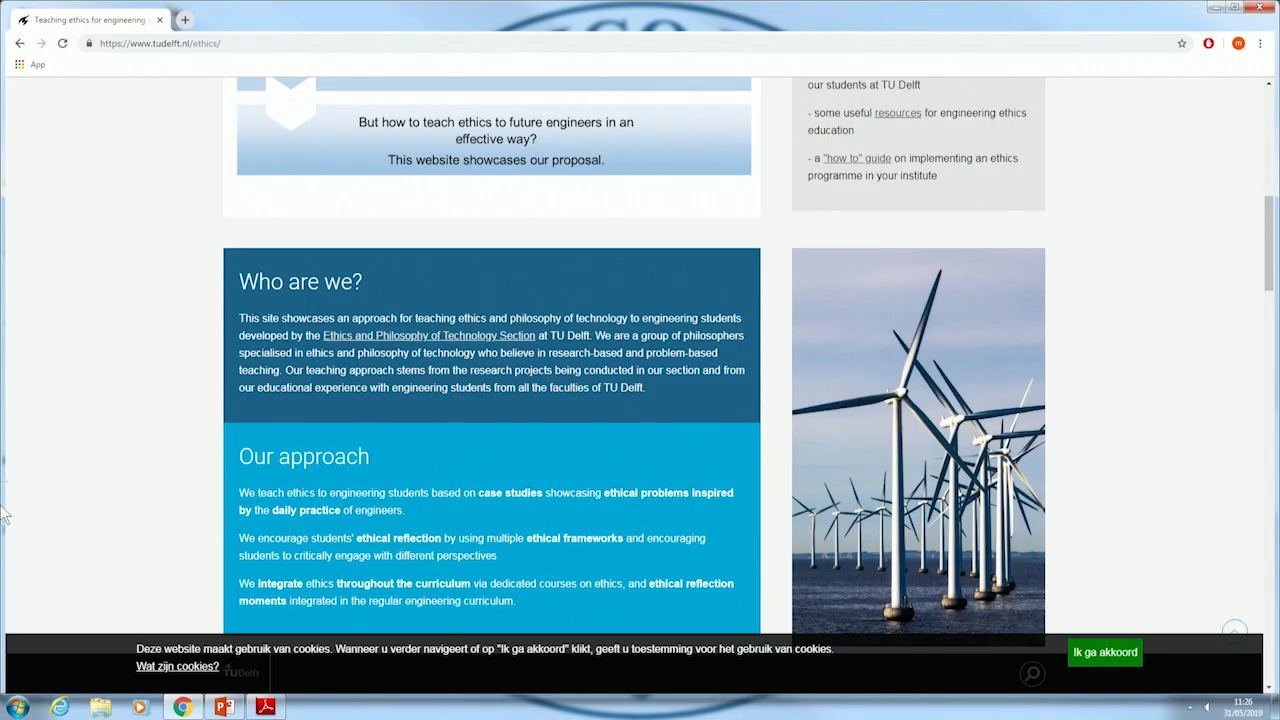 Teaching ethics for engineering
https://www.tudelft.nl/ethics/
m
App
But how to teach ethics to future engineers in an
effective way?
This website showcases our proposal.
our students at TU Delft
- some useful resources for engineering ethics
education
- a "how to" guide on implementing an ethics
programme in your institute
Who are we?
This site showcases an approach for teaching ethics and philosophy of technology to engineering students
developed by the Ethics and Philosophy of Technology Section at TU Delft. We are a group of philosophers
specialised in ethics and philosophy of technology who believe in research-based and problem-based
teaching. Our teaching approach stems from the research projects being conducted in our section and from
our educational experience with engineering students from all the faculties of TU Delft.
Our approach
We teach ethics to engineering students based on case studies showcasing ethical problems inspired
by the daily practice of engineers.
We encourage students' ethical reflection by using multiple ethical frameworks and encouraging
students to critically engage with different perspectives
We integrate ethics throughout the curriculum via dedicated courses on ethics, and ethical reflection
moments integrated in the regular engineering curriculum.
Deze website maakt gebruik van cookies. Wanneer u verder navigeert of op "Ik ga akkoord" klikt, geeft u toestemming voor het gebruik van cookies.
Wat zijn cookies?
Ik ga akkoord
TUDelft
11:26
31/05/2019